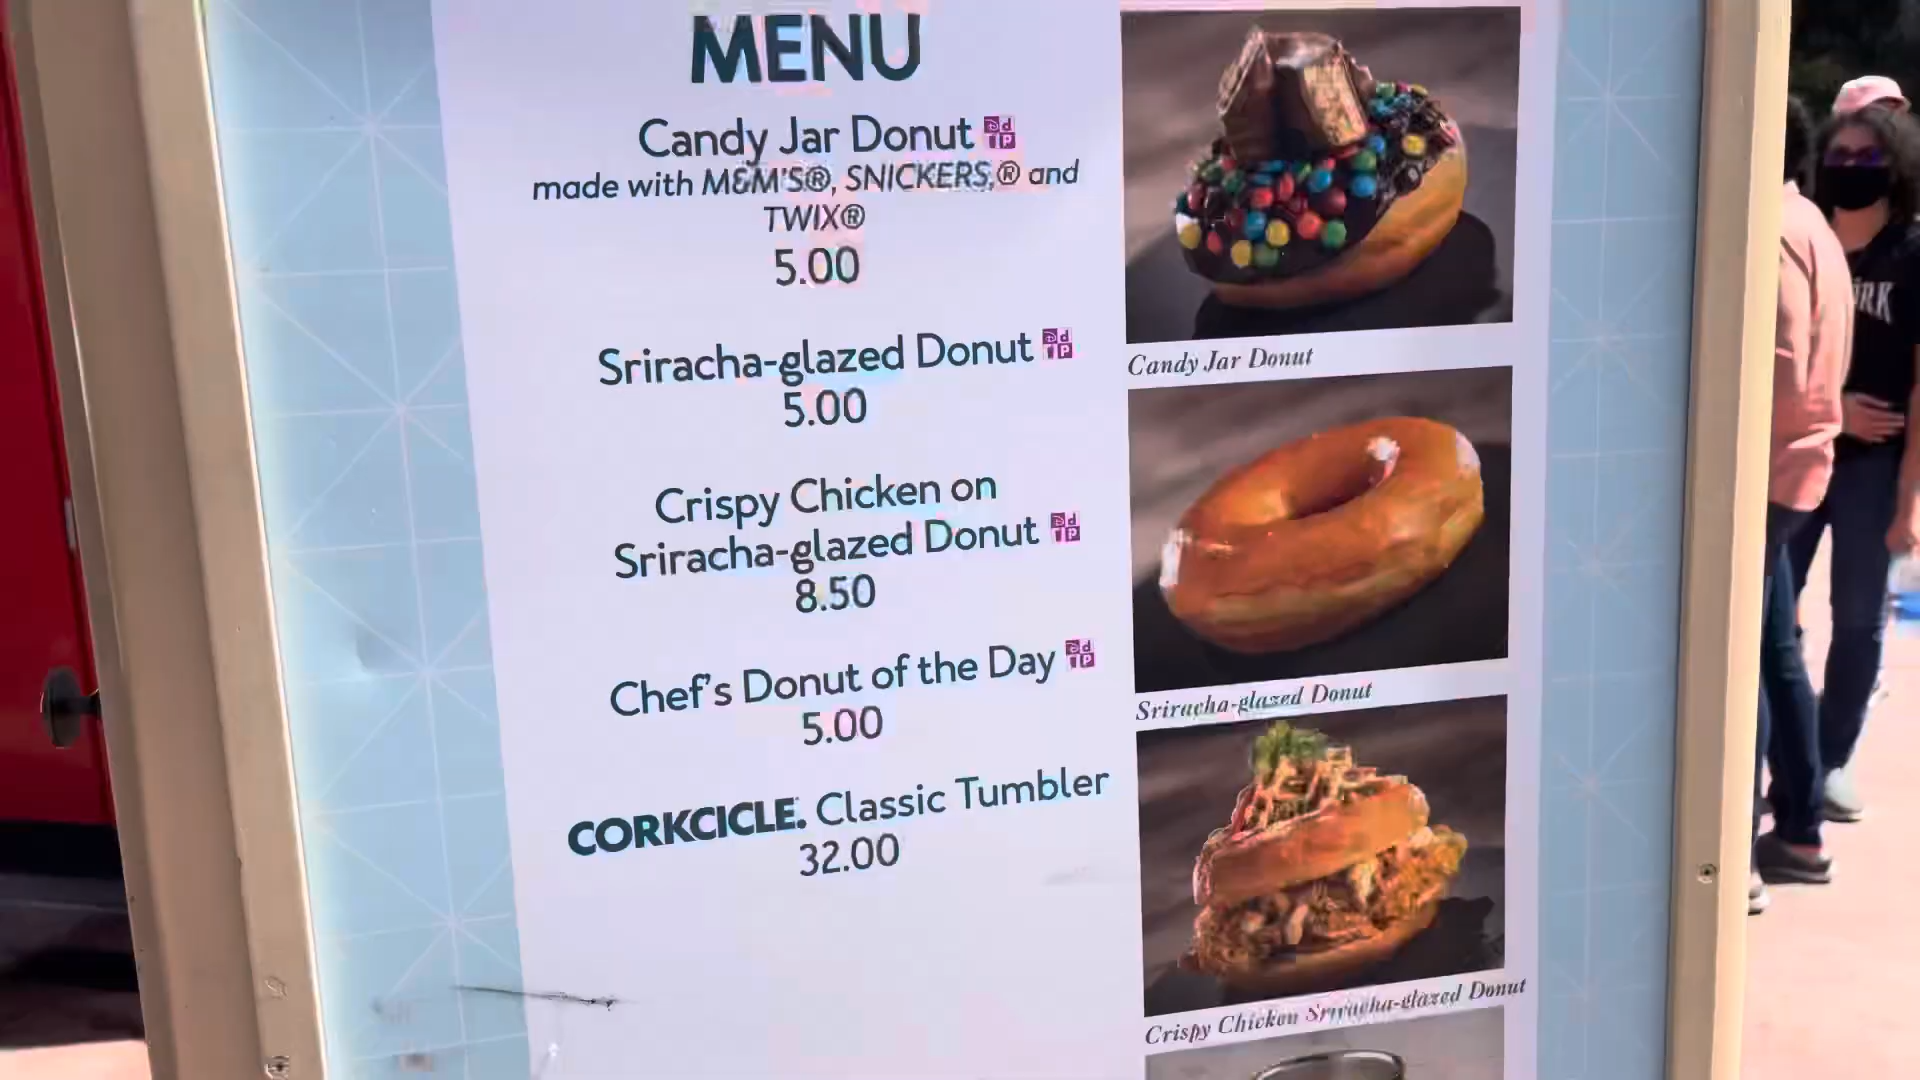 MENU
Candy Jar Donut
made with M&M'S®, SNICKERS,® and
TWIX®
5.00
Sriracha-glazed Donut
5.00
Crispy Chicken on
Sriracha-glazed Donut
8.50
Chef's Donut of the Day
5.00
CORKCICLE. Classic Tumbler
32.00
Candy Jar Donut
Sriracha-glazed Donut
Crispy Chicken Sriracha-glazed Donut